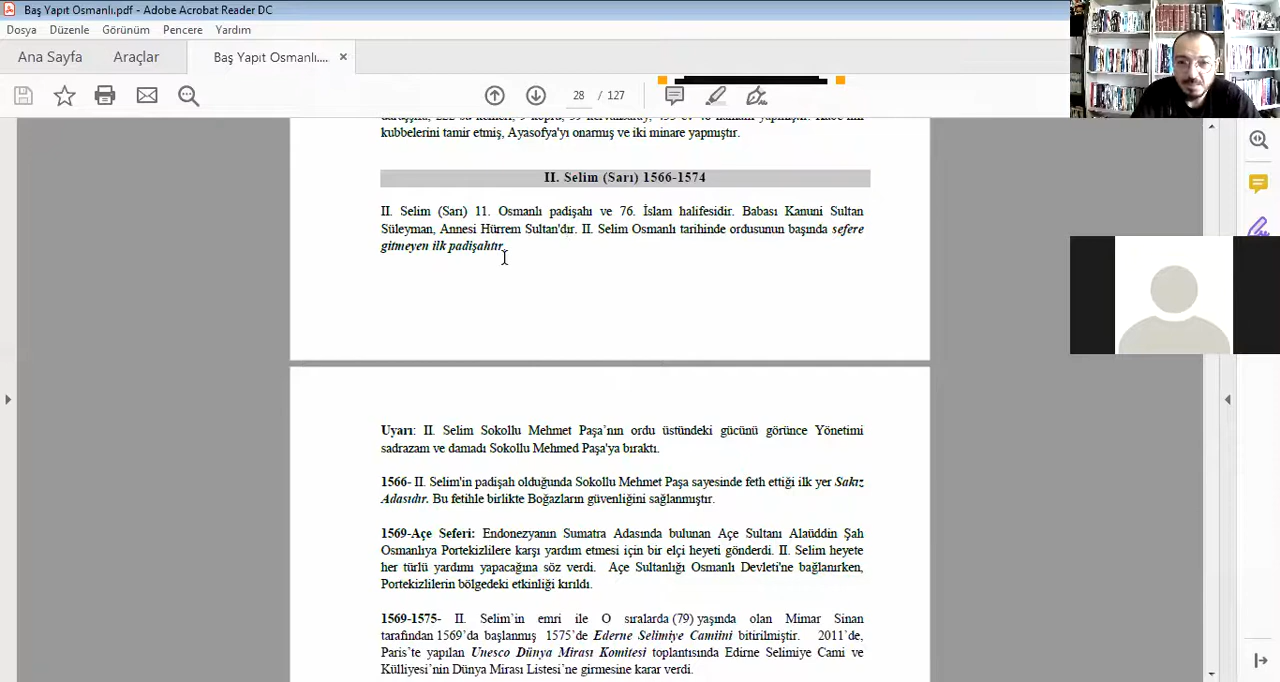 Baş Yapıt Osmanlı.pdf - Adobe Acrobat Reader DC
Dosya Düzenle Görünüm Pencere Yardım
Ana Sayfa Araçlar Baş Yapıt Osmanlı.... ×
28 / 127
kubbelerini tamir etmiş, Ayasofya'yı onarmış ve iki minare yapmıştır.
II. Selim (Sarı) 1566-1574
II. Selim (Sarı) 11. Osmanlı padişahı ve 76. İslam halifesidir. Babası Kanuni Sultan
Süleyman, Annesi Hürrem Sultan'dır. II. Selim Osmanlı tarihinde ordusunun başında sefere
gitmeyen ilk padişahtır.
Uyarı: II. Selim Sokollu Mehmet Paşa’nın ordu üstündeki gücünü görünce Yönetimi
sadrazam ve damadı Sokollu Mehmed Paşa'ya bıraktı.
1566- II. Selim'in padişah olduğunda Sokollu Mehmet Paşa sayesinde feth ettiği ilk yer Sakız
Adasıdır. Bu fetihle birlikte Boğazların güvenliğini sağlanmıştır.
1569-Açe Seferi: Endonezyanın Sumatra Adasında bulunan Açe Sultanı Alaüddin Şah
Osmanlıya Portekizlilere karşı yardım etmesi için bir elçi heyeti gönderdi. II. Selim heyete
her türlü yardımı yapacağına söz verdi. Açe Sultanlığı Osmanlı Devleti'ne bağlanırken,
Portekizlilerin bölgedeki etkinliği kırıldı.
1569-1575- II. Selim’in emri ile O sıralarda (79) yaşında olan Mimar Sinan
tarafından 1569’da başlanmış 1575’de Ederne Selimiye Camiini bitirilmiştir. 2011’de,
Paris’te yapılan Unesco Dünya Mirası Komitesi toplantısında Edirne Selimiye Cami ve
Külliyesi’nin Dünya Mirası Listesi’ne girmesine karar verdi.